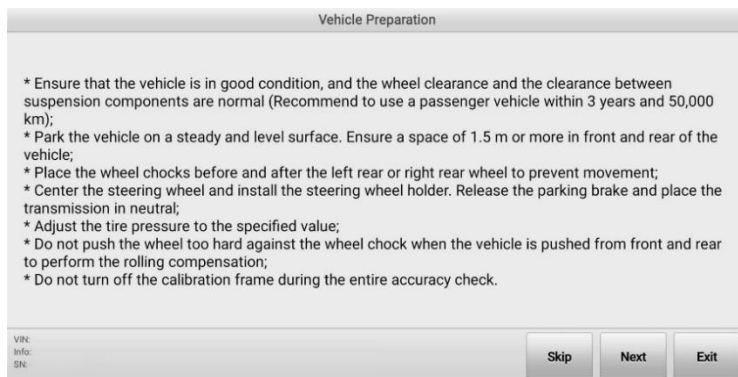 Vehicle Preparation
* Ensure that the vehicle is in good condition, and the wheel clearance and the clearance between
suspension components are normal (Recommend to use a passenger vehicle within 3 years and 50,000
km);
* Park the vehicle on a steady and level surface. Ensure a space of 1.5 m or more in front and rear of the
vehicle;
* Place the wheel chocks before and after the left rear or right rear wheel to prevent movement;
* Center the steering wheel and install the steering wheel holder. Release the parking brake and place the
transmission in neutral;
* Adjust the tire pressure to the specified value;
* Do not push the wheel too hard against the wheel chock when the vehicle is pushed from front and rear
to perform the rolling compensation;
* Do not turn off the calibration frame during the entire accuracy check.
VIN:
Info:
SN:
Skip Next Exit